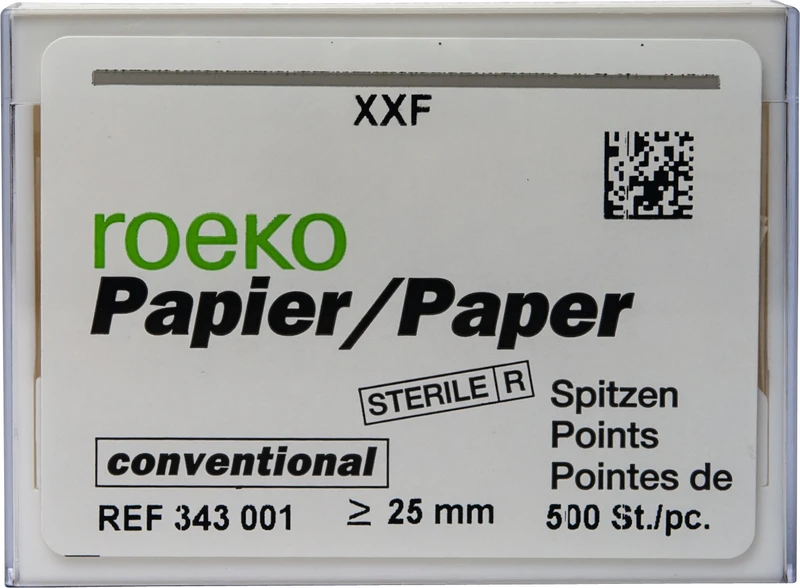 XXF
roeko
Papier/Paper
STERILE R
Spitzen
Points
Pointes de
conventional
REF 343 001
≥ 25 mm
500 St./pc.